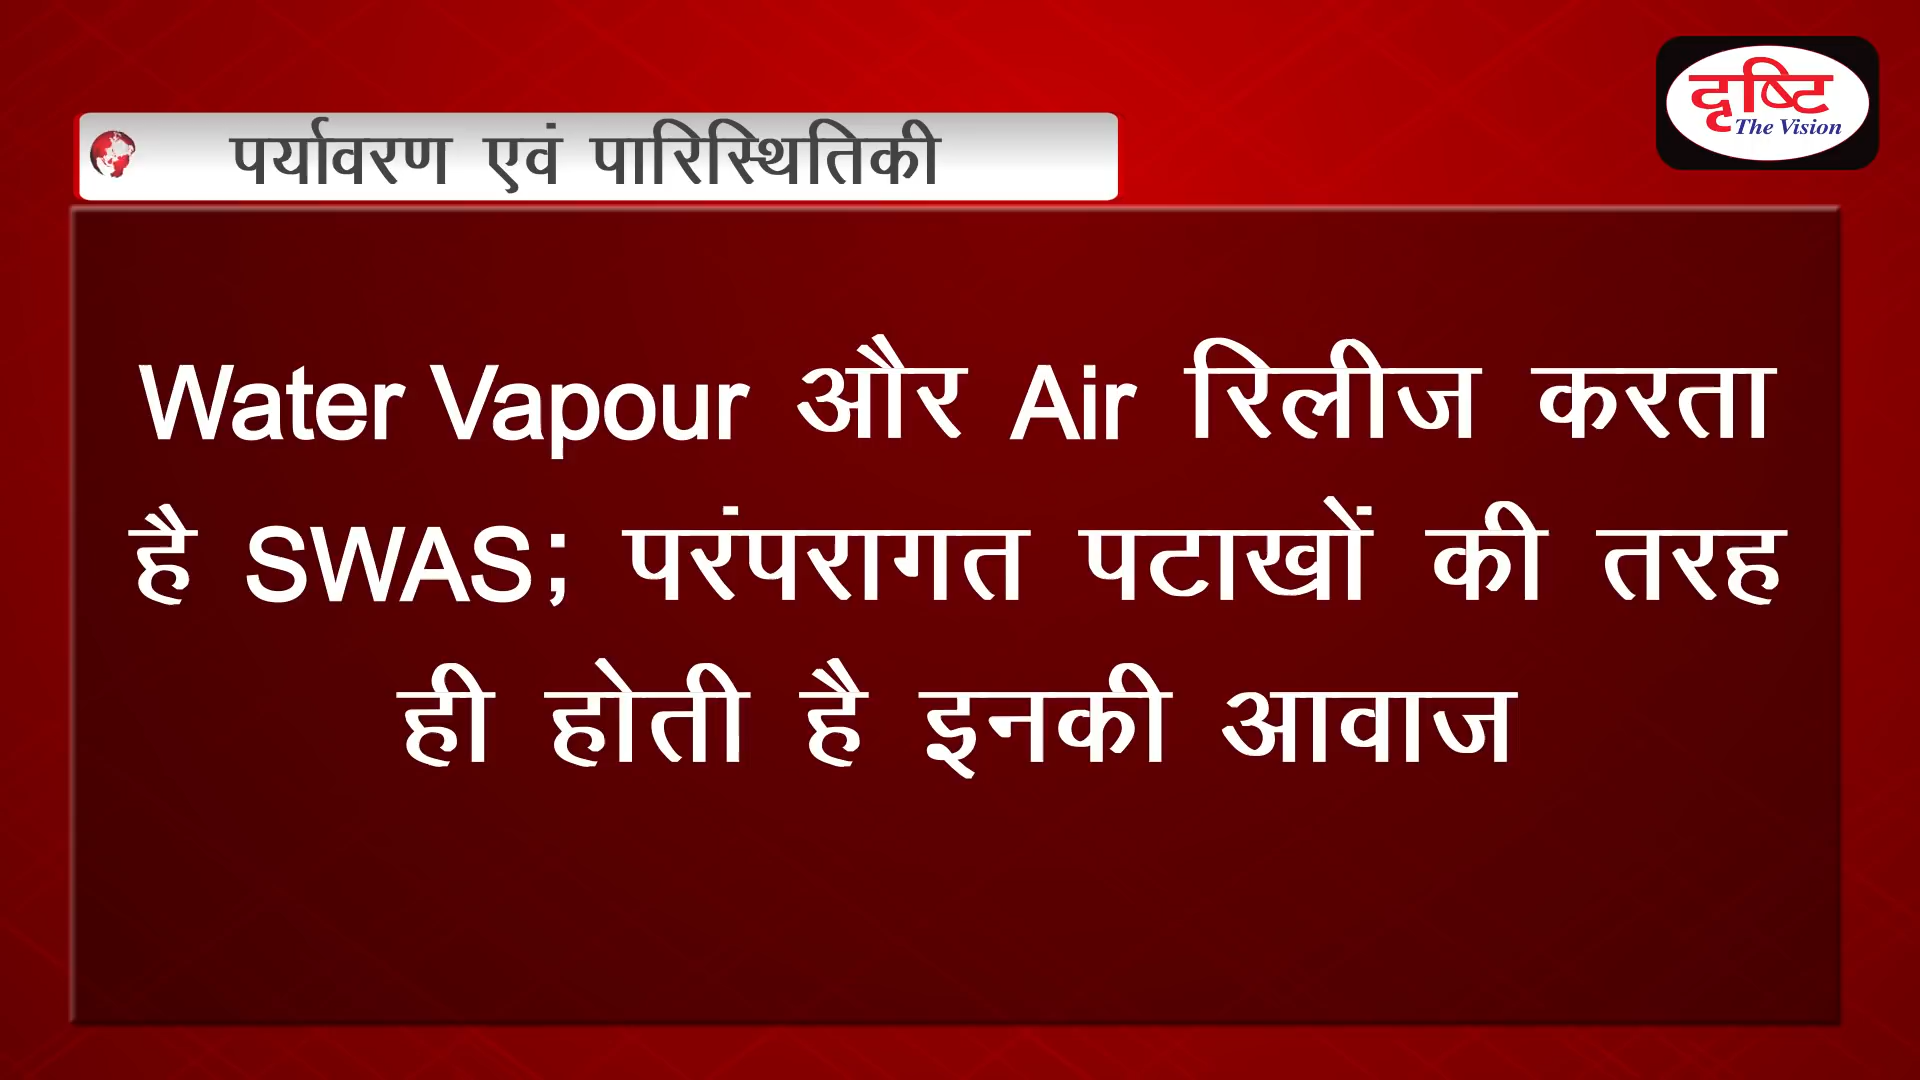 दृष्टि
The Vision
पर्यावरण एवं पारिस्थितिकी
Water Vapour और Air रिलीज करता
है SWAS; परंपरागत पटाखों की तरह
ही होती है इनकी आवाज